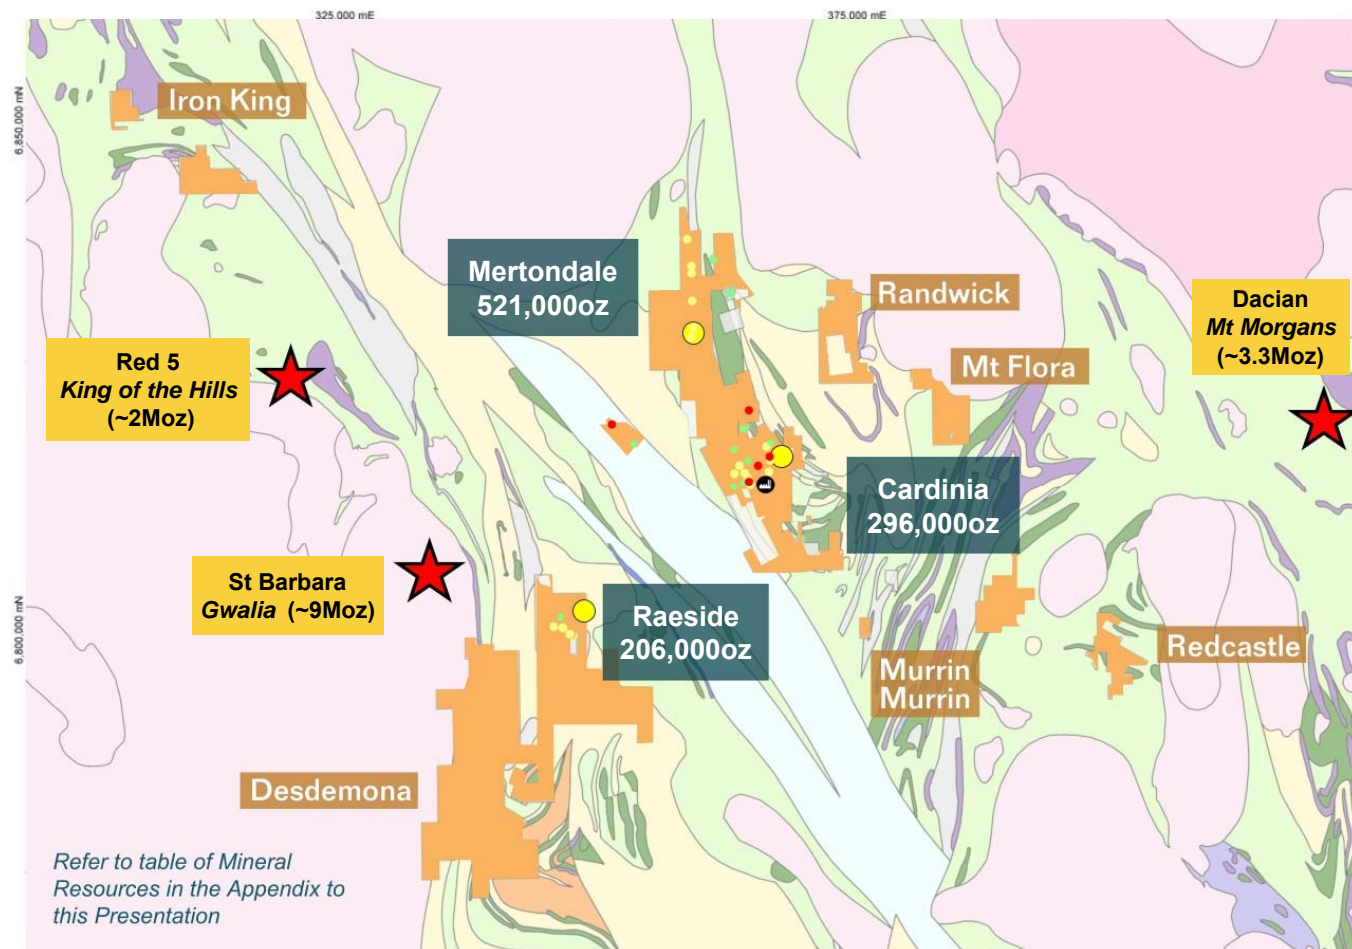 325,000 mE
375,000 mE
6,850,000 mN
Iron King
Mertondale
521,000oz
Randwick
Dacian
Mt Morgans
(~3.3Moz)
Red 5
King of the Hills
(~2Moz)
Mt Flora
Cardinia
296,000oz
St Barbara
Gwalia (~9Moz)
Raeside
206,000oz
6,800,000 mN
Murrin
Murrin
Redcastle
Desdemona
Refer to table of Mineral
Resources in the Appendix to
this Presentation